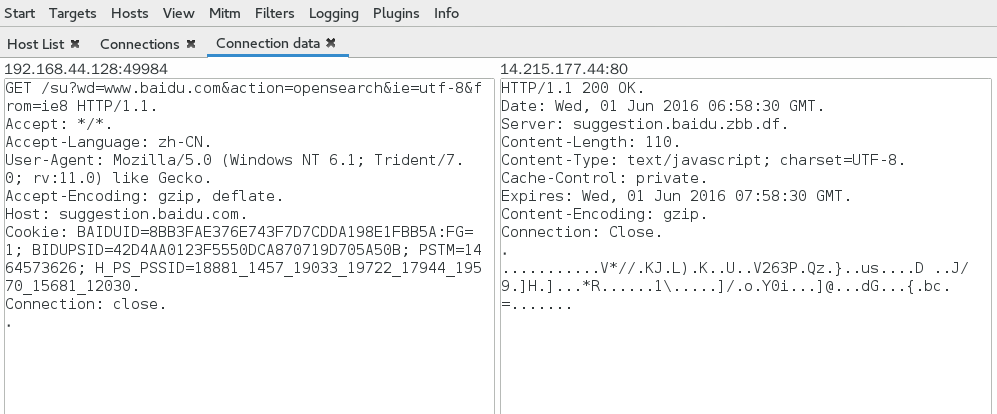 Start Targets Hosts View Mitm Filters Logging Plugins Info
Host List ✖ Connections ✖ Connection data ✖
192.168.44.128:49984
GET /su?wd=www.baidu.com&action=opensearch&ie=utf-8&f
rom=ie8 HTTP/1.1.
Accept: */*.
Accept-Language: zh-CN.
User-Agent: Mozilla/5.0 (Windows NT 6.1; Trident/7.
0; rv:11.0) like Gecko.
Accept-Encoding: gzip, deflate.
Host: suggestion.baidu.com.
Cookie: BAIDUID=8BB3FAE376E743F7D7CDDA198E1FBB5A:FG=
1; BIDUPSID=42D4AA0123F5550DCA870719D705A50B; PSTM=14
64573626; H_PS_PSSID=18881_1457_19033_19722_17944_195
70_15681_12030.
Connection: close.
.
14.215.177.44:80
HTTP/1.1 200 OK.
Date: Wed, 01 Jun 2016 06:58:30 GMT.
Server: suggestion.baidu.zbb.df.
Content-Length: 110.
Content-Type: text/javascript; charset=UTF-8.
Cache-Control: private.
Expires: Wed, 01 Jun 2016 07:58:30 GMT.
Content-Encoding: gzip.
Connection: Close.
.
...........V*//.KJ.L).K..U..V263P.Qz.}..us....D ..J/
9.]H.]...*R......1\.....]/.o.Y0i...]@...dG...{.bc.
=.......